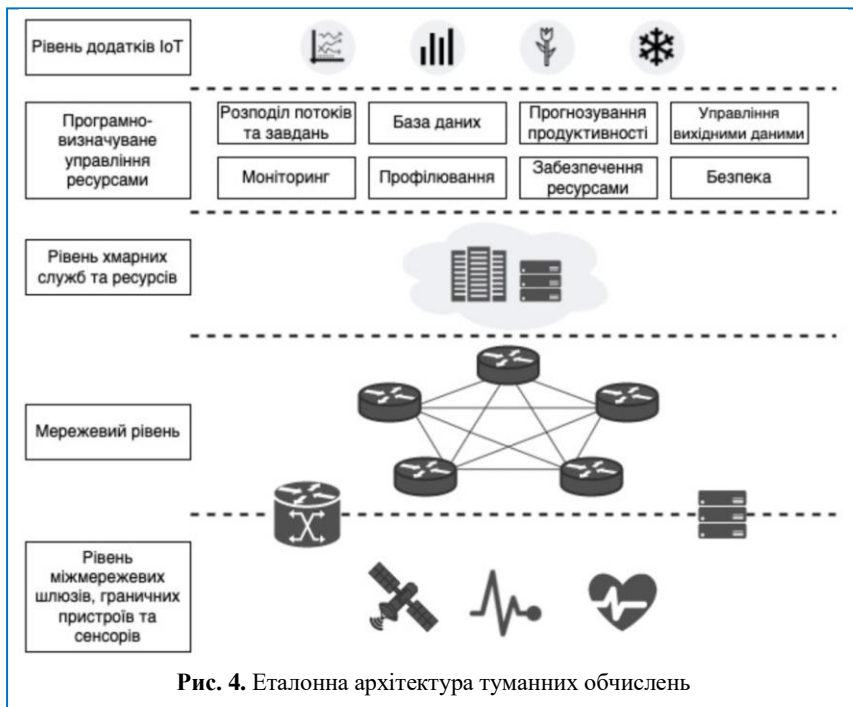 Рівень додатків IoT
Програмно-
визначуване
управління
ресурсами
Розподіл потоків
та завдань
База даних
Прогнозування
продуктивності
Управління
вихідними даними
Моніторинг
Профілювання
Забезпечення
ресурсами
Безпека
Рівень хмарних
служб та ресурсів
Мережевий рівень
Рівень
міжмережевих
шлюзів, граничних
пристроїв та
сенсорів
Рис. 4. Еталонна архітектура туманних обчислень